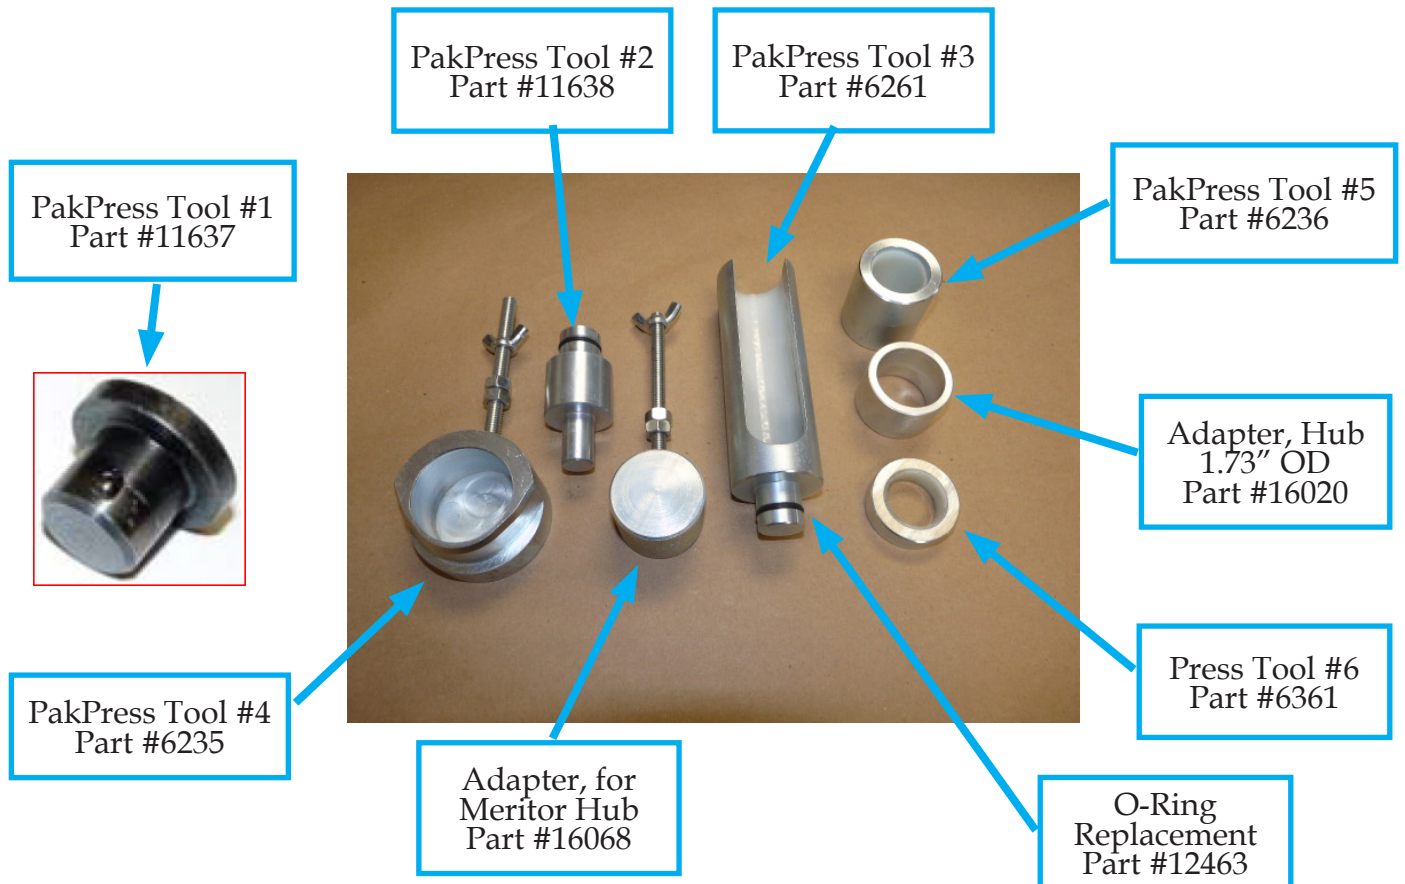 PakPress Tool #2
Part #11638
PakPress Tool #3
Part #6261
PakPress Tool #1
Part #11637
PakPress Tool #5
Part #6236
Adapter, Hub
1.73” OD
Part #16020
Press Tool #6
Part #6361
PakPress Tool #4
Part #6235
Adapter, for
Meritor Hub
Part #16068
O-Ring
Replacement
Part #12463